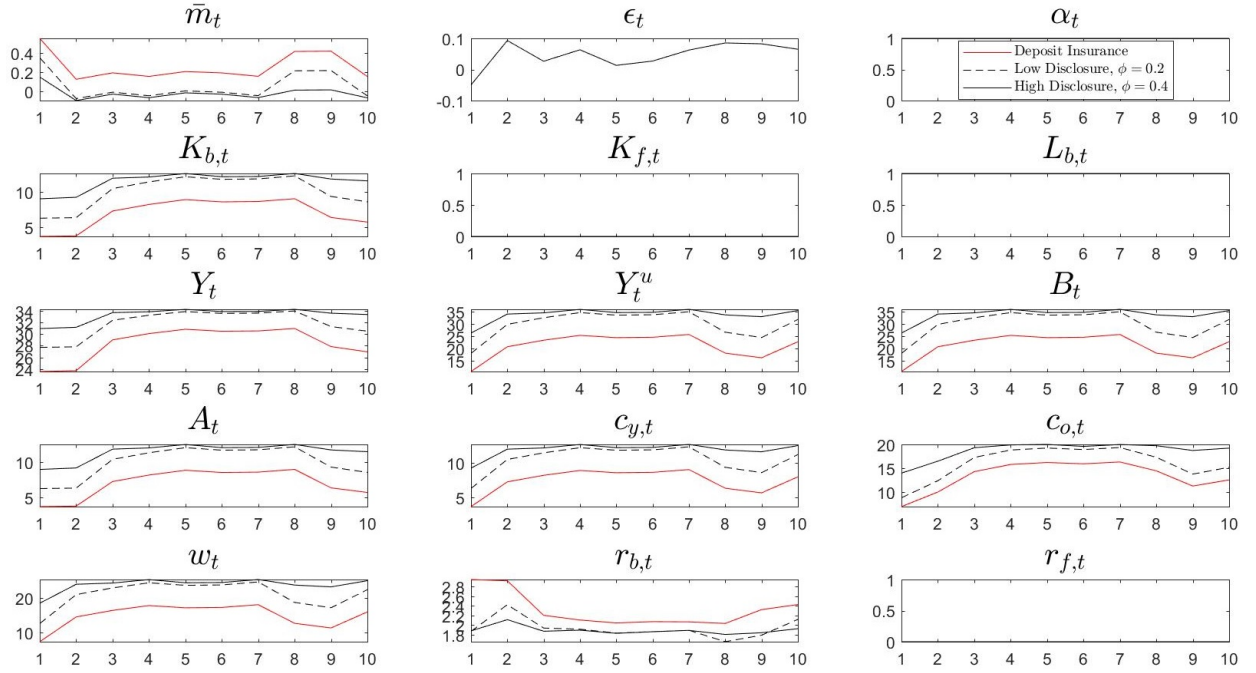 m̄_t ϵ_t α_t
0.4 0.2 0
0.1 0 -0.1
1 0.5 0
Deposit Insurance
Low Disclosure, ϕ = 0.2
High Disclosure, ϕ = 0.4
1 2 3 4 5 6 7 8 9 10
1 2 3 4 5 6 7 8 9 10
1 2 3 4 5 6 7 8 9 10
K_{b,t} K_{f,t} L_{b,t}
10 5
1 0.5 0
1 0.5 0
1 2 3 4 5 6 7 8 9 10
1 2 3 4 5 6 7 8 9 10
1 2 3 4 5 6 7 8 9 10
Y_t Y_t^u B_t
34 32 30 28 26 24
35 30 25 20 15
35 30 25 20 15
1 2 3 4 5 6 7 8 9 10
1 2 3 4 5 6 7 8 9 10
1 2 3 4 5 6 7 8 9 10
A_t c_{y,t} c_{o,t}
10 5
10 5
20 15 10
1 2 3 4 5 6 7 8 9 10
1 2 3 4 5 6 7 8 9 10
1 2 3 4 5 6 7 8 9 10
w_t r_{b,t} r_{f,t}
20 10
2.8 2.6 2.4 2.2 2 1.8
1 0.5 0
1 2 3 4 5 6 7 8 9 10
1 2 3 4 5 6 7 8 9 10
1 2 3 4 5 6 7 8 9 10